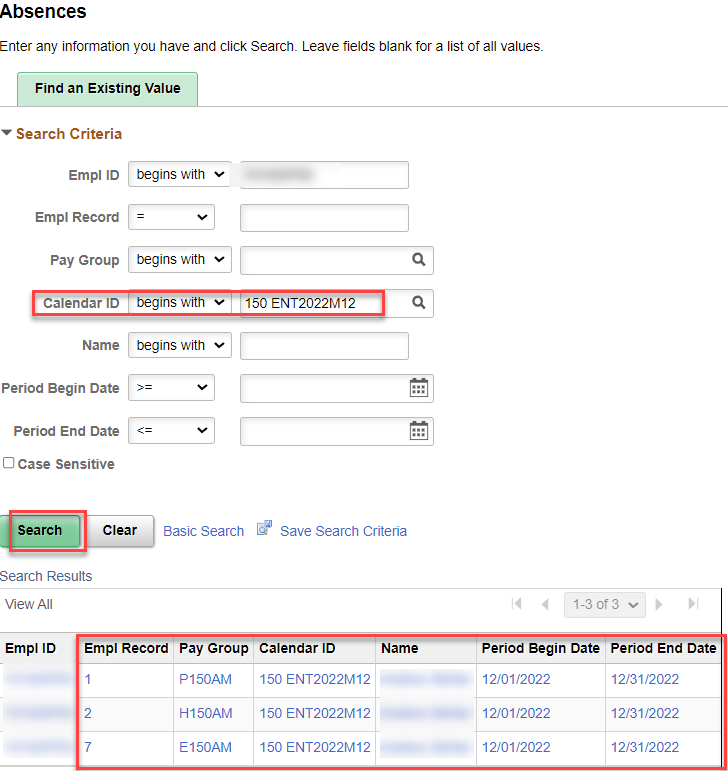 Absences
Enter any information you have and click Search. Leave fields blank for a list of all values.
Find an Existing Value
Search Criteria
Empl ID begins with
Empl Record =
Pay Group begins with
Calendar ID begins with 150 ENT2022M12
Name begins with
Period Begin Date >=
Period End Date <=
Case Sensitive
Search Clear Basic Search Save Search Criteria
Search Results
View All 1-3 of 3
Empl ID Empl Record Pay Group Calendar ID Name Period Begin Date Period End Date
1 P150AM 150 ENT2022M12 12/01/2022 12/31/2022
2 H150AM 150 ENT2022M12 12/01/2022 12/31/2022
7 E150AM 150 ENT2022M12 12/01/2022 12/31/2022